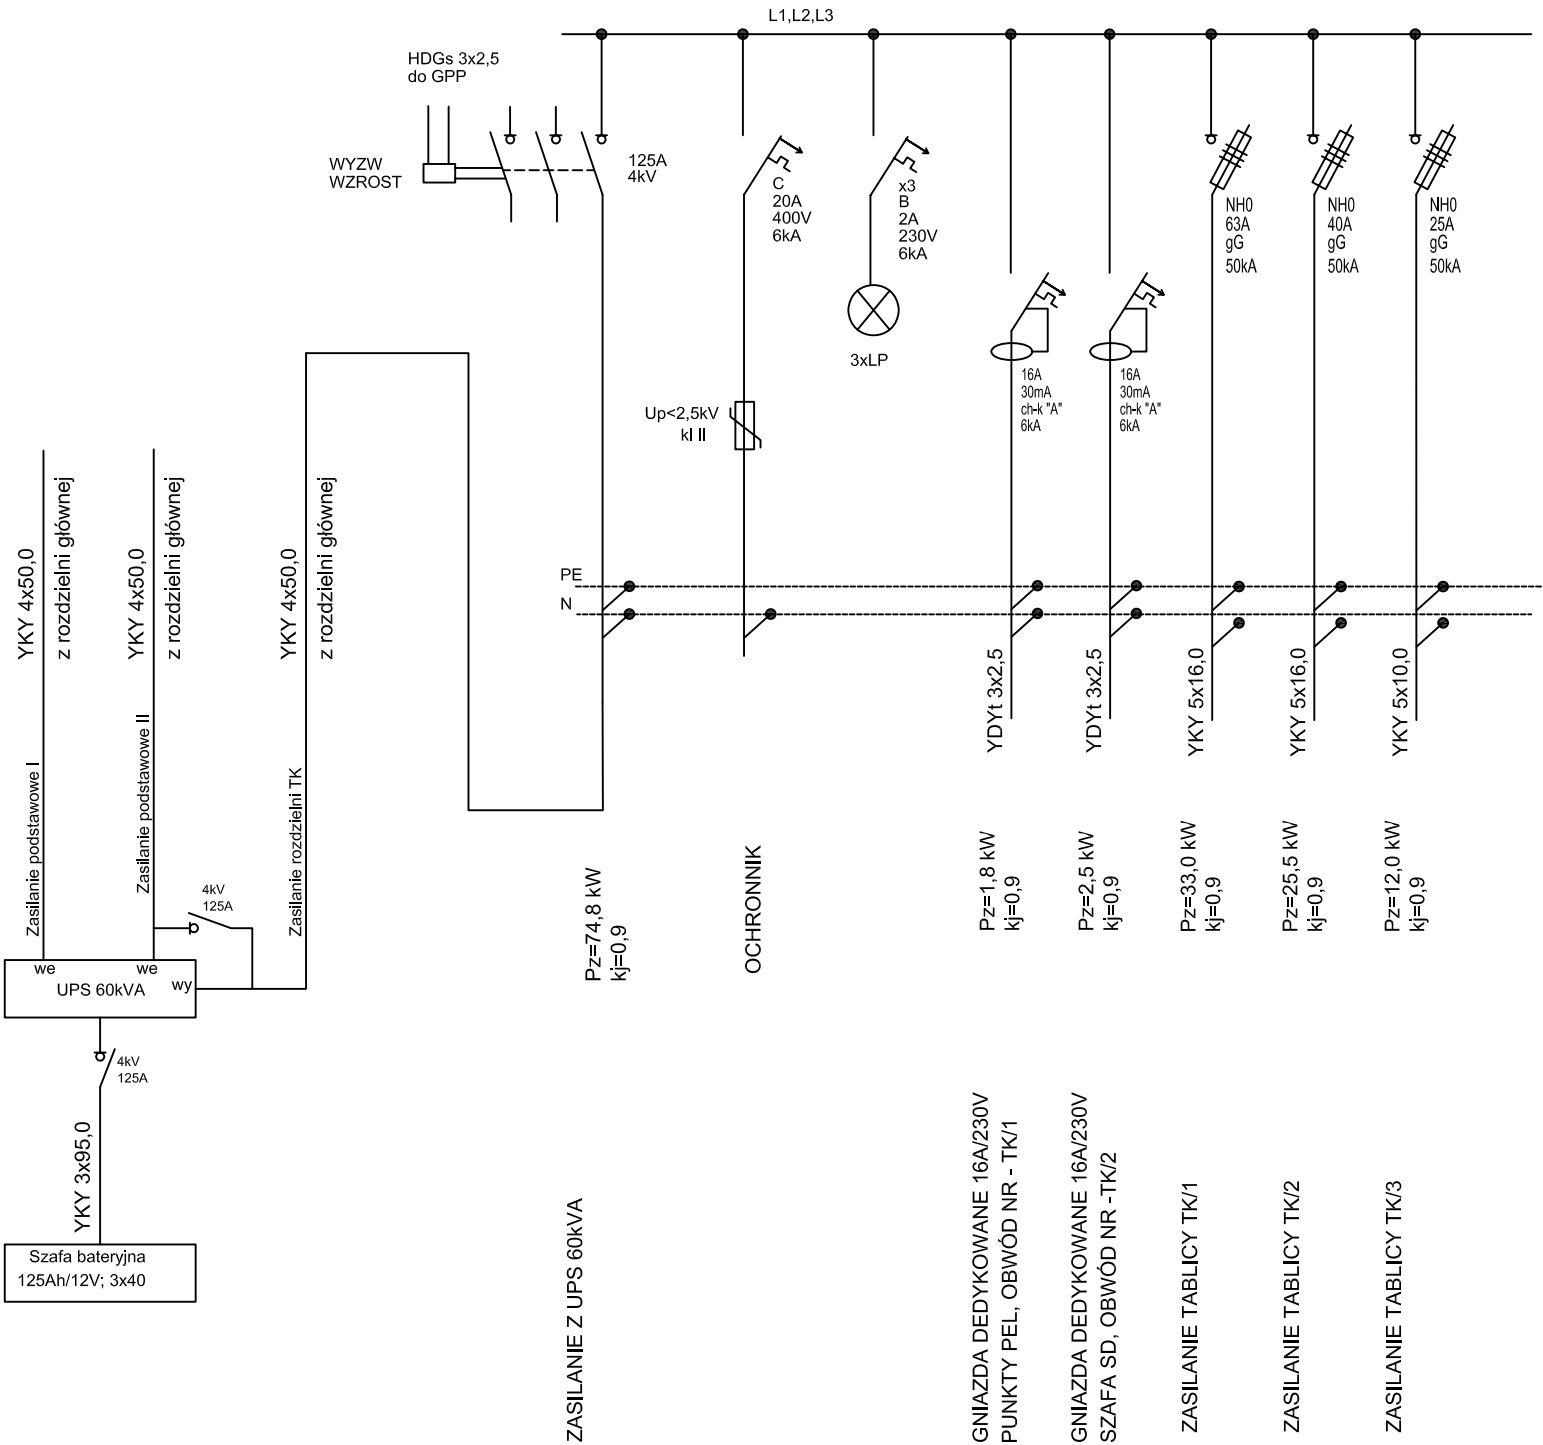 L1,L2,L3
HDGs 3x2,5
do GPP
WYZW
WZROST
125A
4kV
C
20A
400V
6kA
x3
B
2A
230V
6kA
3xLP
NH0
63A
gG
50kA
NH0
40A
gG
50kA
NH0
25A
gG
50kA
16A
30mA
ch-k "A"
6kA
16A
30mA
ch-k "A"
6kA
Up<2,5kV
kl II
PE
N
YKY 4x50,0
z rozdzielni głównej
YKY 4x50,0
z rozdzielni głównej
YKY 4x50,0
z rozdzielni głównej
Zasilanie podstawowe I
Zasilanie podstawowe II
Zasilanie rozdzielni TK
4kV
125A
we
we
wy
UPS 60kVA
4kV
125A
YKY 3x95,0
Szafa bateryjna
125Ah/12V; 3x40
YDYt 3x2,5
YDYt 3x2,5
YKY 5x16,0
YKY 5x16,0
YKY 5x10,0
Pz=74,8 kW
kj=0,9
OCHRONNIK
Pz=1,8 kW
kj=0,9
Pz=2,5 kW
kj=0,9
Pz=33,0 kW
kj=0,9
Pz=25,5 kW
kj=0,9
Pz=12,0 kW
kj=0,9
ZASILANIE Z UPS 60kVA
GNIAZDA DEDYKOWANE 16A/230V
PUNKTY PEL, OBWÓD NR - TK/1
GNIAZDA DEDYKOWANE 16A/230V
SZAFA SD, OBWÓD NR -TK/2
ZASILANIE TABLICY TK/1
ZASILANIE TABLICY TK/2
ZASILANIE TABLICY TK/3